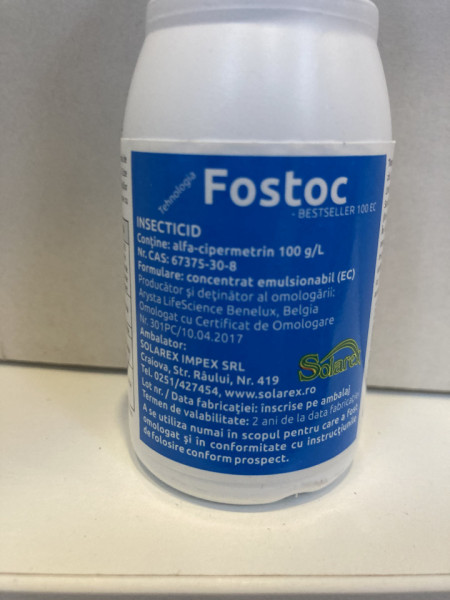 Tehnologia
Fostoc
- BESTSELLER 100 EC
INSECTICID
Conține: alfa-cipermetrin 100 g/L
Nr. CAS: 67375-30-8
Formulare: concentrat emulsionabil (EC)
Producător și deținător al omologării:
Arysta LifeScience Benelux, Belgia
Omologat cu Certificat de Omologare
Nr. 301PC/10.04.2017
Ambalator:
SOLAREX IMPEX SRL
Craiova, Str. Râului, Nr. 419
Tel. 0251/427454, www.solarex.ro
Solarex
Lot nr. / Data fabricației: inscrise pe ambalaj
Termen de valabilitate: 2 ani de la data fabricație
A se utiliza numai în scopul pentru care a fost
omologat și în conformitate cu instrucțiunile
de folosire conform prospect.